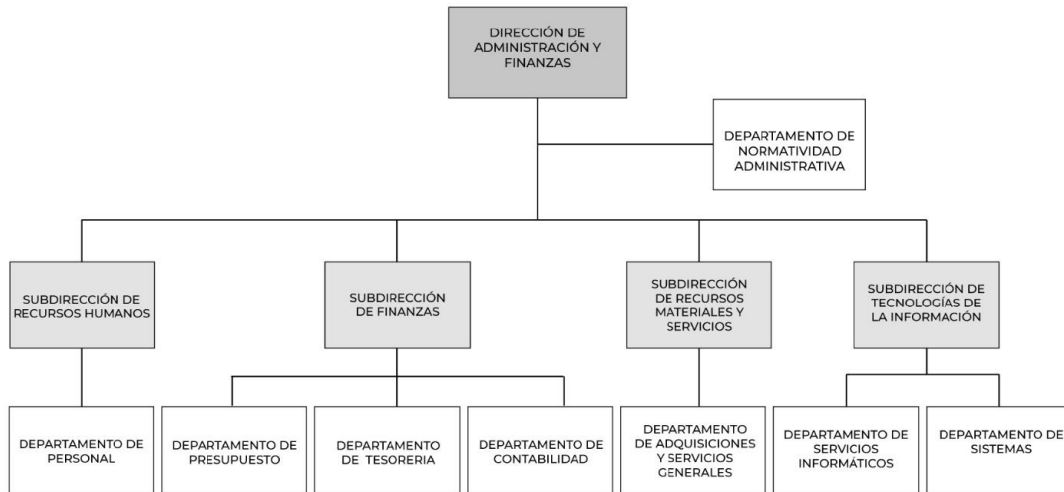 DIRECCIÓN DE
ADMINISTRACIÓN Y
FINANZAS
DEPARTAMENTO DE
NORMATIVIDAD
ADMINISTRATIVA
SUBDIRECCIÓN DE
RECURSOS HUMANOS
SUBDIRECCIÓN
DE FINANZAS
SUBDIRECCIÓN
DE RECURSOS
MATERIALES Y
SERVICIOS
SUBDIRECCIÓN DE
TECNOLOGÍAS DE
LA INFORMACIÓN
DEPARTAMENTO DE
PERSONAL
DEPARTAMENTO DE
PRESUPUESTO
DEPARTAMENTO
DE TESORERIA
DEPARTAMENTO DE
CONTABILIDAD
DEPARTAMENTO
DE ADQUISICIONES
Y SERVICIOS
GENERALES
DEPARTAMENTO DE
SERVICIOS
INFORMÁTICOS
DEPARTAMENTO DE
SISTEMAS